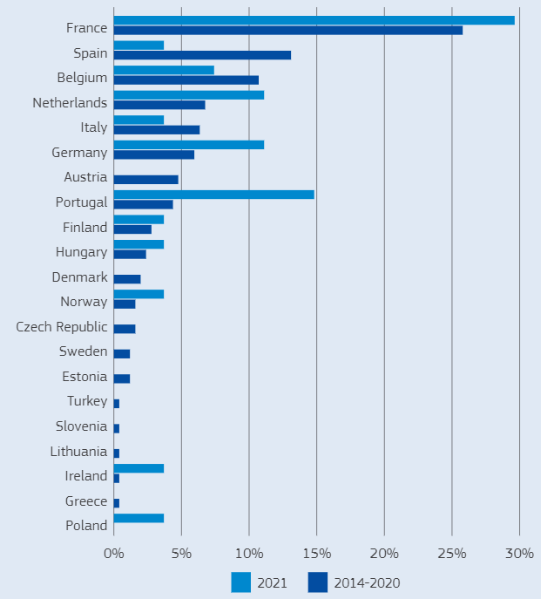 France
Spain
Belgium
Netherlands
Italy
Germany
Austria
Portugal
Finland
Hungary
Denmark
Norway
Czech Republic
Sweden
Estonia
Turkey
Slovenia
Lithuania
Ireland
Greece
Poland
0% 5% 10% 15% 20% 25% 30%
2021 2014-2020